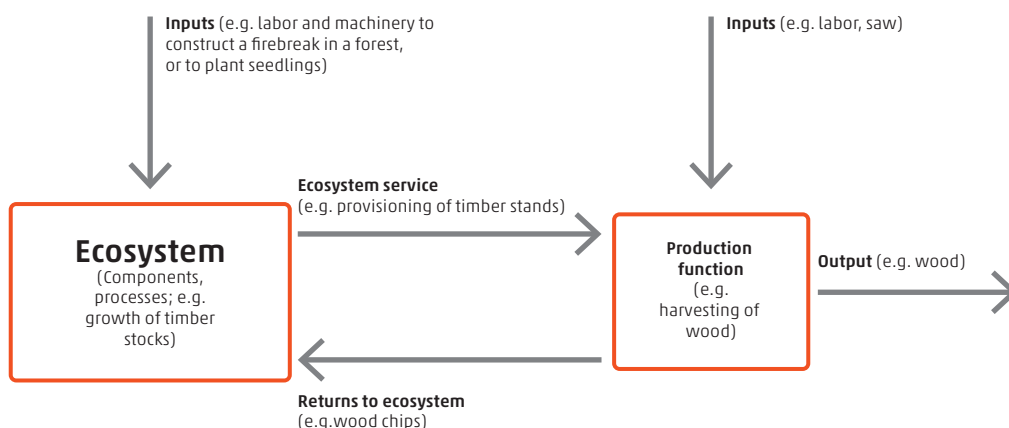 Inputs (e.g. labor and machinery to
construct a firebreak in a forest,
or to plant seedlings)
Inputs (e.g. labor, saw)
Ecosystem service
(e.g. provisioning of timber stands)
Ecosystem
(Components,
processes; e.g.
growth of timber
stocks)
Production
function
(e.g.
harvesting of
wood)
Output (e.g. wood)
Returns to ecosystem
(e.g.wood chips)